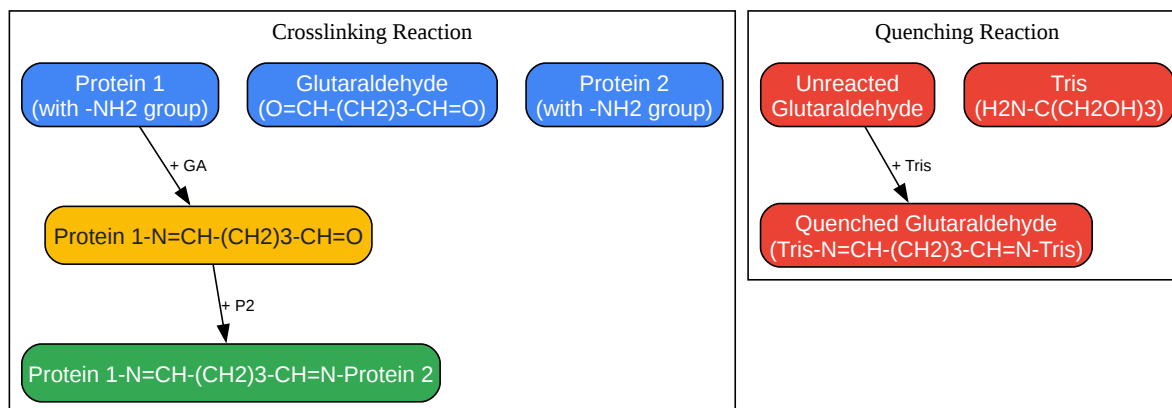 Crosslinking Reaction
Protein 1
(with -NH2 group)
Glutaraldehyde
(O=CH-(CH2)3-CH=O)
Protein 2
(with -NH2 group)
+ GA
Protein 1-N=CH-(CH2)3-CH=O
+ P2
Protein 1-N=CH-(CH2)3-CH=N-Protein 2
Quenching Reaction
Unreacted
Glutaraldehyde
Tris
(H2N-C(CH2OH)3)
+ Tris
Quenched Glutaraldehyde
(Tris-N=CH-(CH2)3-CH=N-Tris)